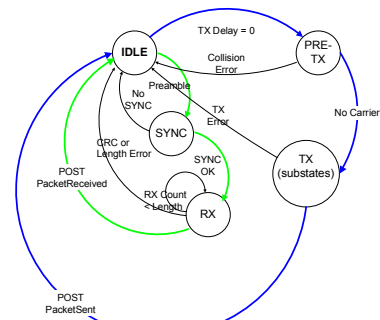 TX Delay = 0
IDLE
PRE-
TX
Collision
Error
Preamble
No
SYNC
TX
Error
No Carrier
SYNC
CRC or
Length Error
SYNC
OK
TX
(substates)
POST
PacketReceived
RX Count
< Length
RX
POST
PacketSent